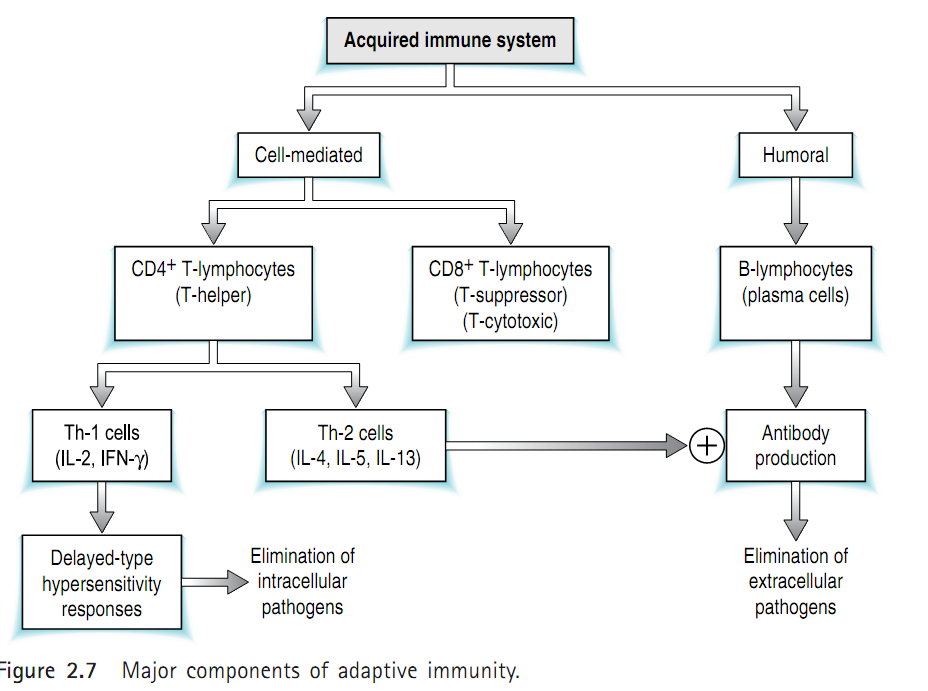 Acquired immune system
Cell-mediated
Humoral
CD4+ T-lymphocytes
(T-helper)
CD8+ T-lymphocytes
(T-suppressor)
(T-cytotoxic)
B-lymphocytes
(plasma cells)
Th-1 cells
(IL-2, IFN-γ)
Th-2 cells
(IL-4, IL-5, IL-13)
+
Antibody
production
Delayed-type
hypersensitivity
responses
Elimination of
intracellular
pathogens
Elimination of
extracellular
pathogens
Figure 2.7 Major components of adaptive immunity.